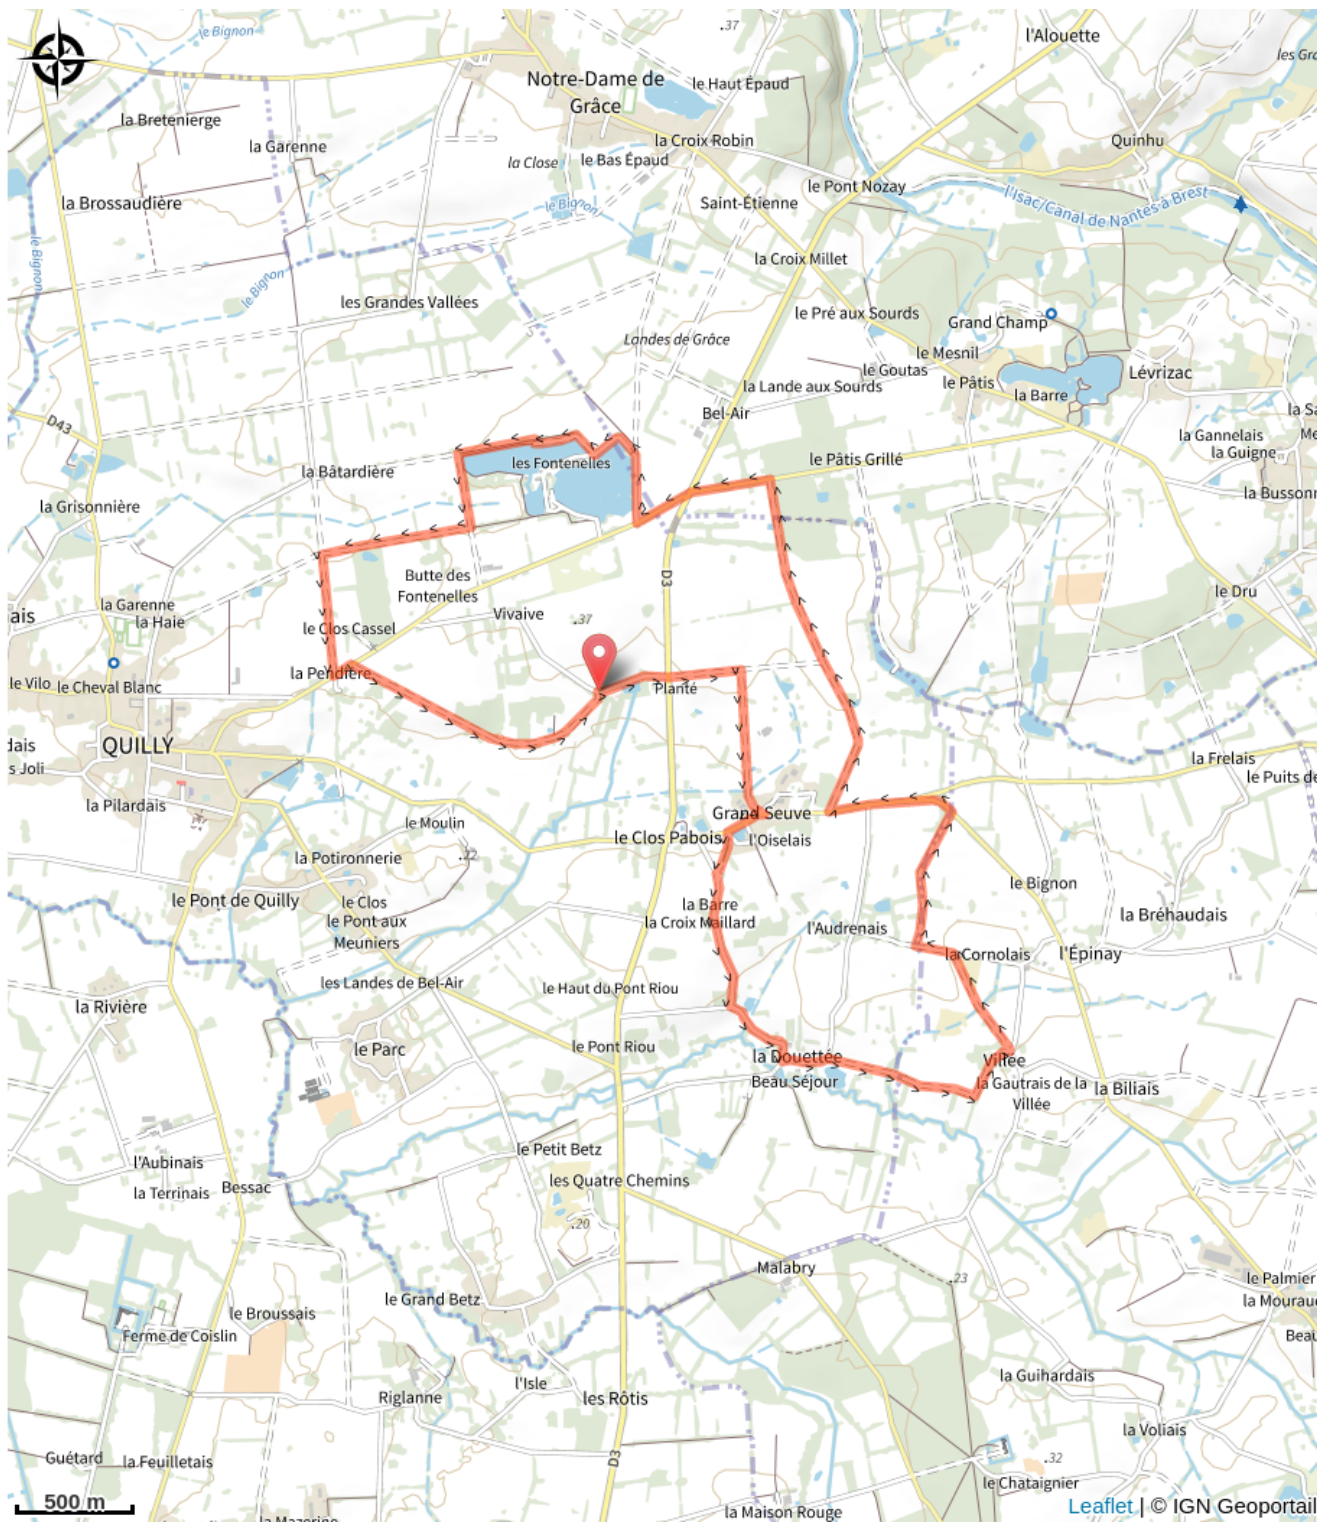 le Bignon
.37
l'Alouette
les Gra
Notre-Dame de
Grâce
le Haut Épaud
la Bretenierge
la Croix Robin
Quinhu
la Garenne
la Close
le Bas Épaud
le Pont Nozay
l'Isac/Canal de Nantes à Brest
la Brossaudière
le Bignon
Saint-Étienne
le Bignon
la Croix Millet
le Bignon
les Grandes Vallées
le Pré aux Sourds
Grand Champ
Landes de Grâce
le Mesnil
le Goutas
Lévrizac
la Lande aux Sourds
le Pâtis
la Barre
D43
Bel-Air
la Sa
la Gannelais
Me
la Guigne
les Fontenelles
le Pâtis Grillé
la Bâtardière
la Bussonn
la Grisonnière
D3
Butte des
Fontenelles
le Dru
la Garenne
la Haie
ais
Vivaive
.37
le Clos Cassel
la Pendière
le Vilo
le Cheval Blanc
Planté
QUILLY
dais
s Joli
la Frelais
le Puits de
la Pilardais
Grand Seuve
le Moulin
le Clos Pabois
l'Oiselais
la Potironnerie
.22
le Bignon
le Pont de Quilly
le Clos
la Barre
le Pont aux
Meuniers
la Croix Maillard
l'Audrenais
la Bréhaudais
la Cornolais
l'Épinay
les Landes de Bel-Air
le Haut du Pont Riou
la Rivière
le Parc
le Pont Riou
la Douettée
Villée
Beau Séjour
la Gautrais de la
Villée
la Biliais
le Petit Betz
l'Aubinais
la Terrinais
Bessac
les Quatre Chemins
.20
Malabry
.23
le Palmier
le Grand Betz
la Mourau
le Broussais
Ferme de Coislin
Beau
l'Isle
la Guihardais
Riglanne
les Rôtis
la Voliais
D3
Guétard
la Feuilletais
.32
le Chataignier
500 m
la Mazerine
la Maison Rouge
Leaflet | © IGN Geoportail